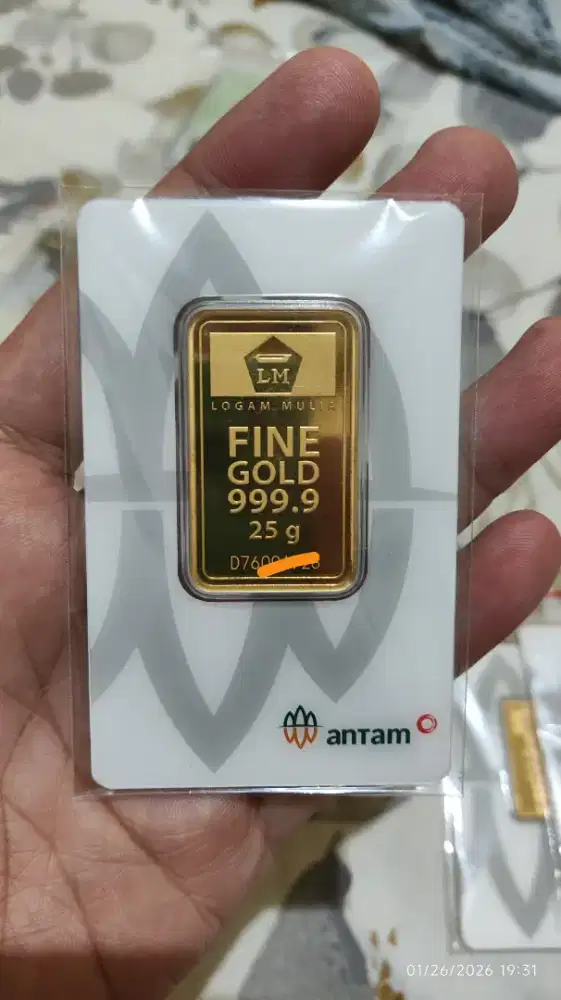 LM
LOGAM MULIA
FINE
GOLD
999.9
25 g
antam
01/26/2026 19:31